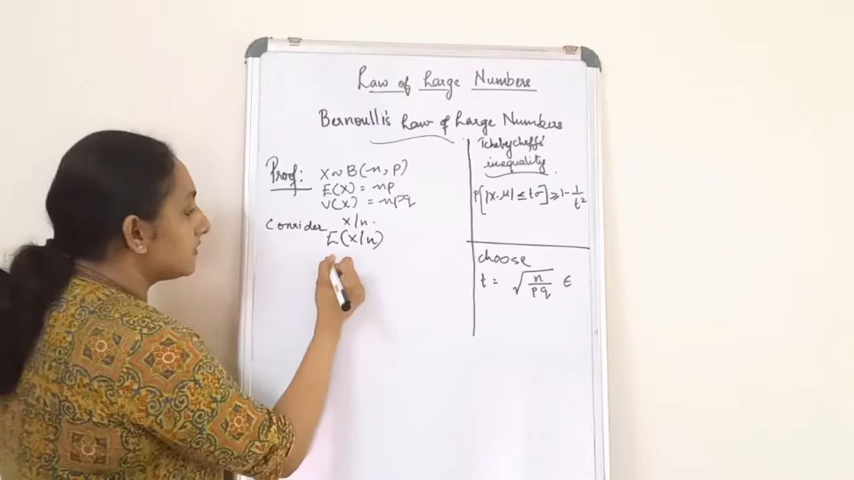 Law of Large Numbers
Bernoulli's Law of Large Numbers
Proof: X ~ B(n, p)
E(X) = np
V(X) = npq
Consider x/n.
E(x/n)
Tchebycheff's
inequality.
P[|X-μ| ≤ tσ] ≥ 1 - 1/t²
choose
t = √(n/pq) ε